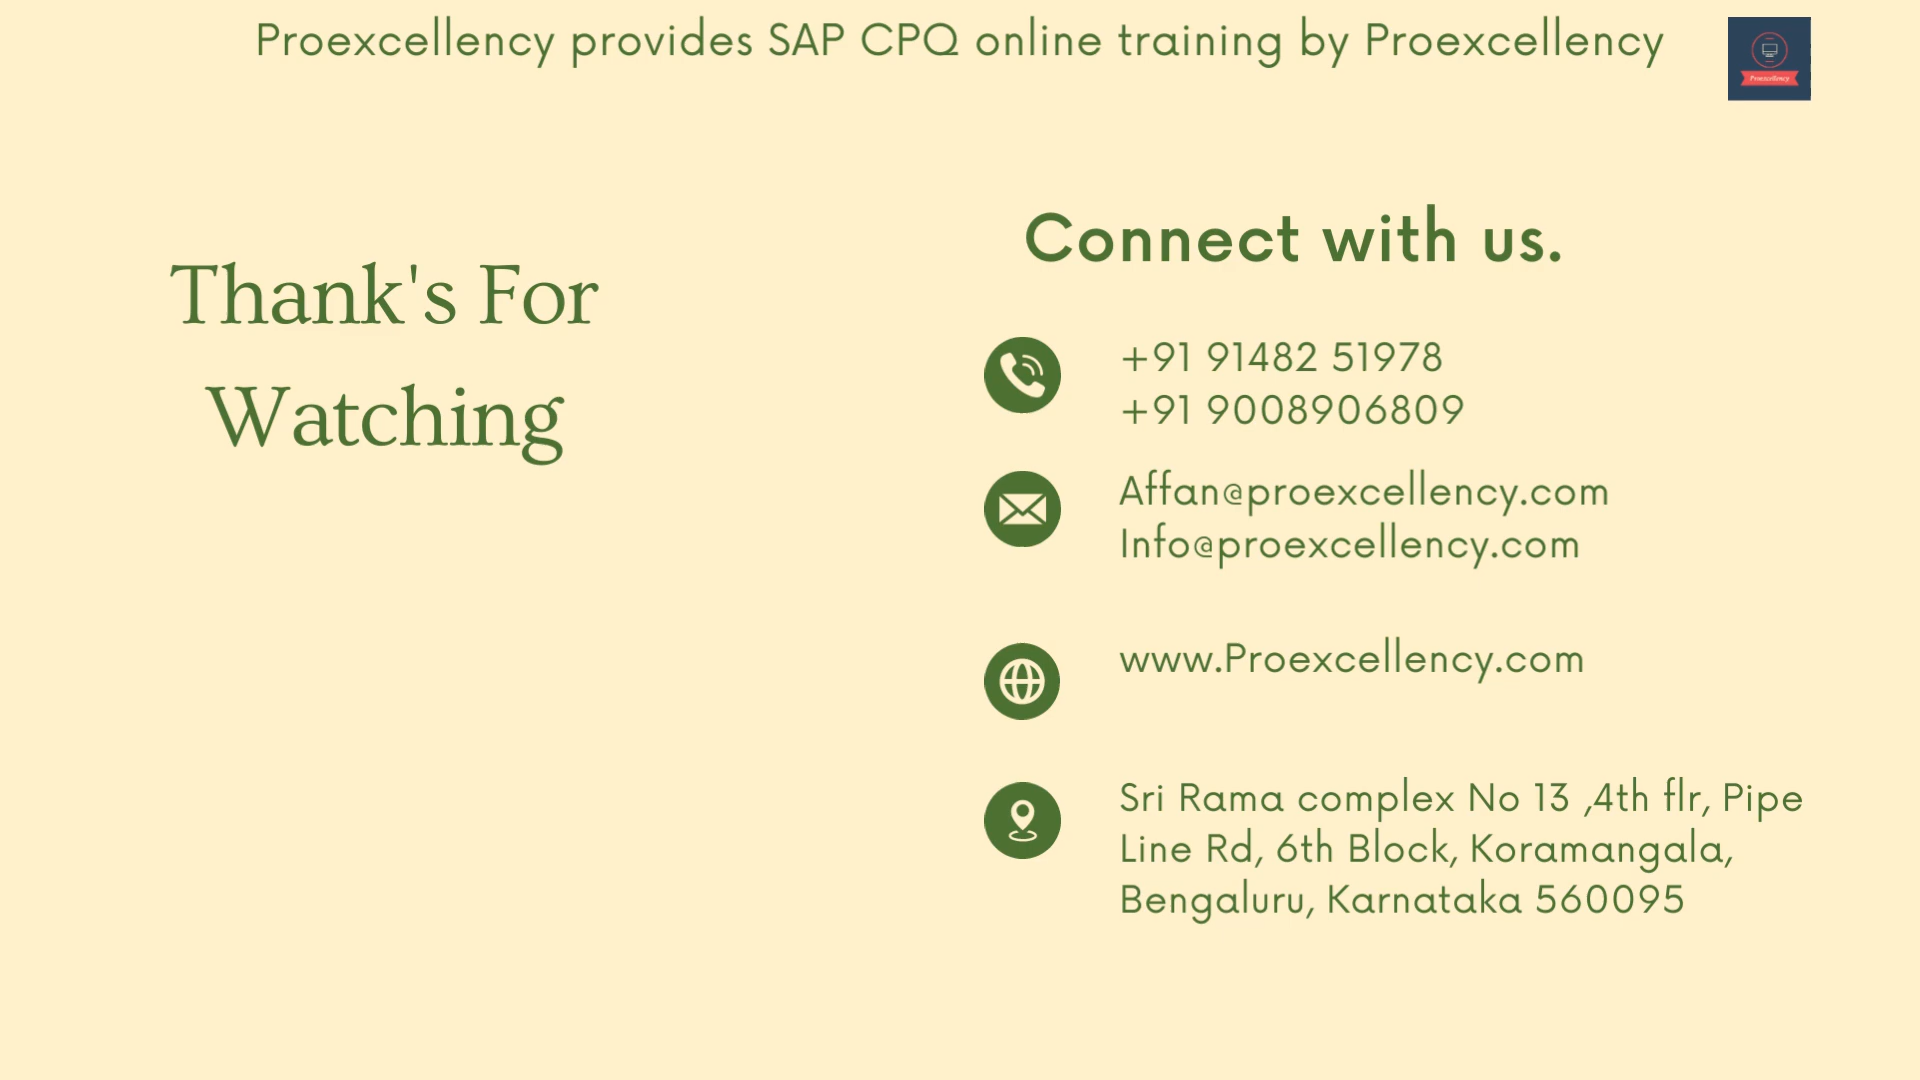 Proexcellency provides SAP CPQ online training by Proexcellency
Proexcellency
Thank's For
Watching
Connect with us.
+91 91482 51978
+91 9008906809
Affan@proexcellency.com
Info@proexcellency.com
www.Proexcellency.com
Sri Rama complex No 13 ,4th flr, Pipe
Line Rd, 6th Block, Koramangala,
Bengaluru, Karnataka 560095